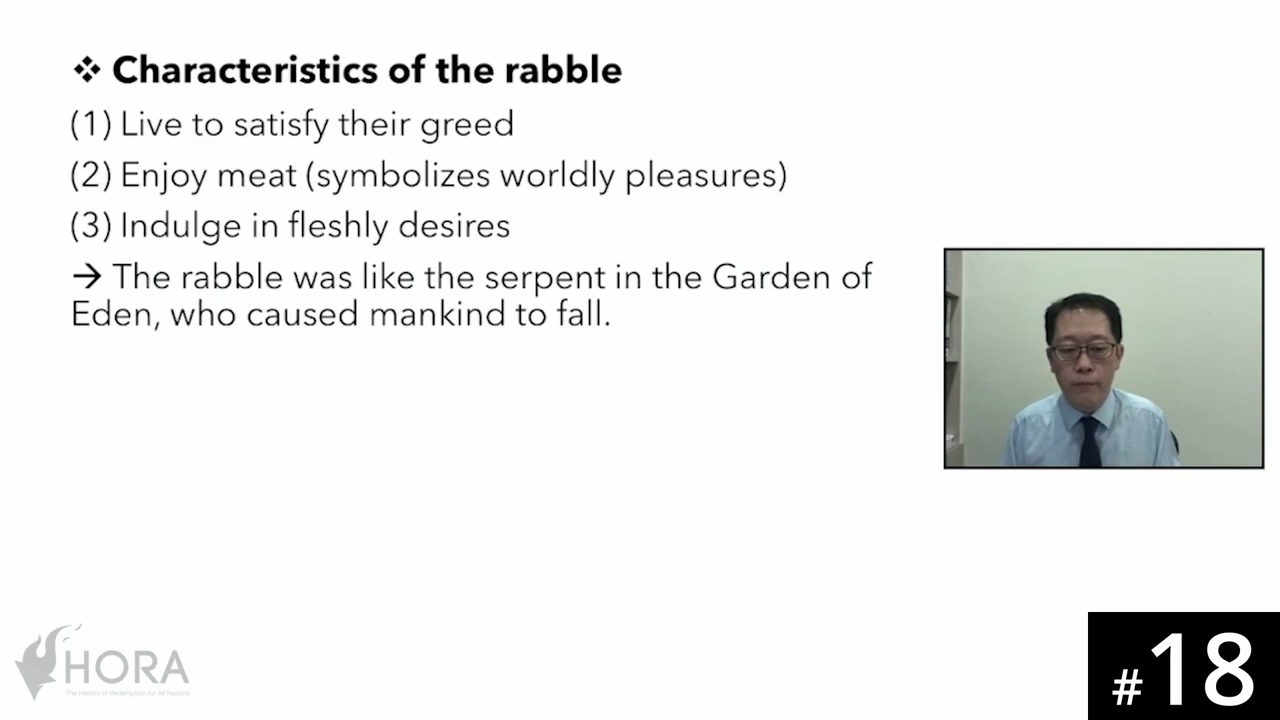 ❖ Characteristics of the rabble
(1) Live to satisfy their greed
(2) Enjoy meat (symbolizes worldly pleasures)
(3) Indulge in fleshly desires
→ The rabble was like the serpent in the Garden of
Eden, who caused mankind to fall.
HORA
The History of Redemption for All Nations
#18